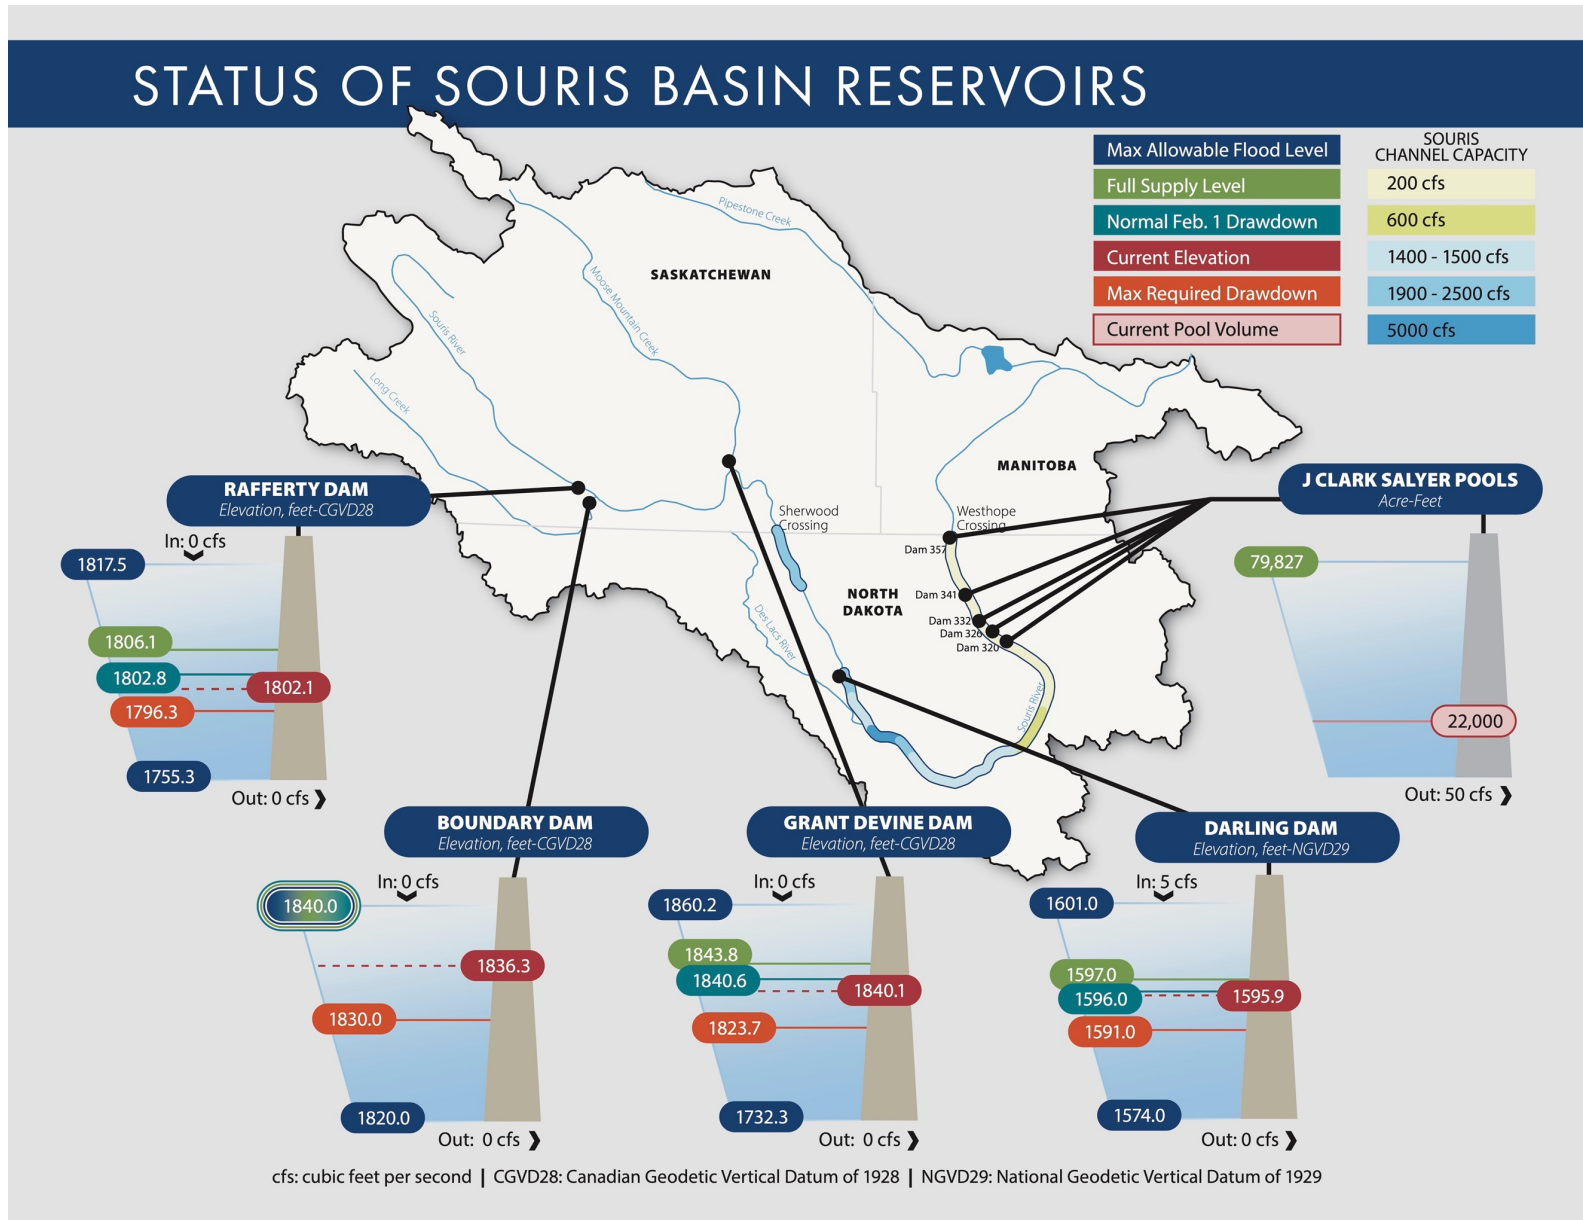 STATUS OF SOURIS BASIN RESERVOIRS
Max Allowable Flood Level
Full Supply Level
Normal Feb. 1 Drawdown
Current Elevation
Max Required Drawdown
Current Pool Volume
SOURIS
CHANNEL CAPACITY
200 cfs
600 cfs
1400 - 1500 cfs
1900 - 2500 cfs
5000 cfs
Pipestone Creek
SASKATCHEWAN
Moose Mountain Creek
Souris River
Long Creek
MANITOBA
Sherwood
Crossing
Westhope
Crossing
Dam 357
NORTH
DAKOTA
Dam 341
Dam 332
Dam 326
Dam 320
Des Lacs River
Souris River
RAFFERTY DAM
Elevation, feet-CGVD28
In: 0 cfs
1817.5
1806.1
1802.8
1802.1
1796.3
1755.3
Out: 0 cfs
J CLARK SALYER POOLS
Acre-Feet
79,827
22,000
Out: 50 cfs
BOUNDARY DAM
Elevation, feet-CGVD28
In: 0 cfs
1840.0
1836.3
1830.0
1820.0
Out: 0 cfs
GRANT DEVINE DAM
Elevation, feet-CGVD28
In: 0 cfs
1860.2
1843.8
1840.6
1840.1
1823.7
1732.3
Out: 0 cfs
DARLING DAM
Elevation, feet-NGVD29
In: 5 cfs
1601.0
1597.0
1596.0
1595.9
1591.0
1574.0
Out: 0 cfs
cfs: cubic feet per second | CGVD28: Canadian Geodetic Vertical Datum of 1928 | NGVD29: National Geodetic Vertical Datum of 1929